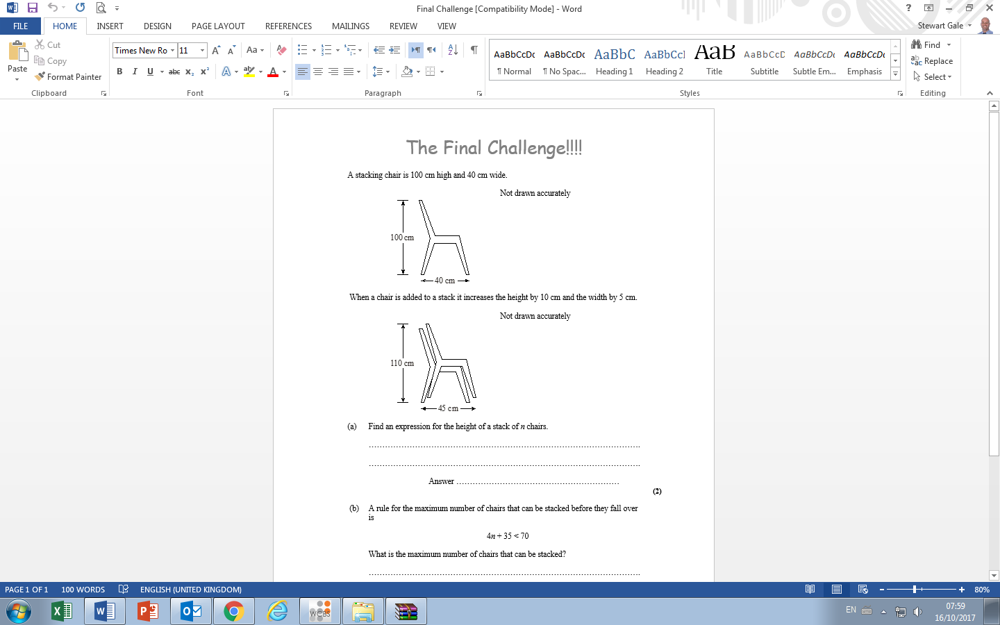 Final Challenge [Compatibility Mode] - Word
FILE HOME INSERT DESIGN PAGE LAYOUT REFERENCES MAILINGS REVIEW VIEW Stewart Gale
Paste
Cut
Copy
Format Painter
Clipboard
Times New Ro 11
Font
Paragraph
AaBbCcDc AaBbCcDc AaBbC AaBbCcI AaB AaBbCcD AaBbCcDc AaBbCcDc
¶ Normal ¶ No Spac... Heading 1 Heading 2 Title Subtitle Subtle Em... Emphasis
Styles
Find
Replace
Select
Editing
The Final Challenge!!!!
A stacking chair is 100 cm high and 40 cm wide.
Not drawn accurately
100 cm
40 cm
When a chair is added to a stack it increases the height by 10 cm and the width by 5 cm.
Not drawn accurately
110 cm
45 cm
(a) Find an expression for the height of a stack of n chairs.
Answer ............................................................
(2)
(b) A rule for the maximum number of chairs that can be stacked before they fall over
is
4n + 35 < 70
What is the maximum number of chairs that can be stacked?
PAGE 1 OF 1 100 WORDS ENGLISH (UNITED KINGDOM) 80%
WCBS
EN
07:59
16/10/2017